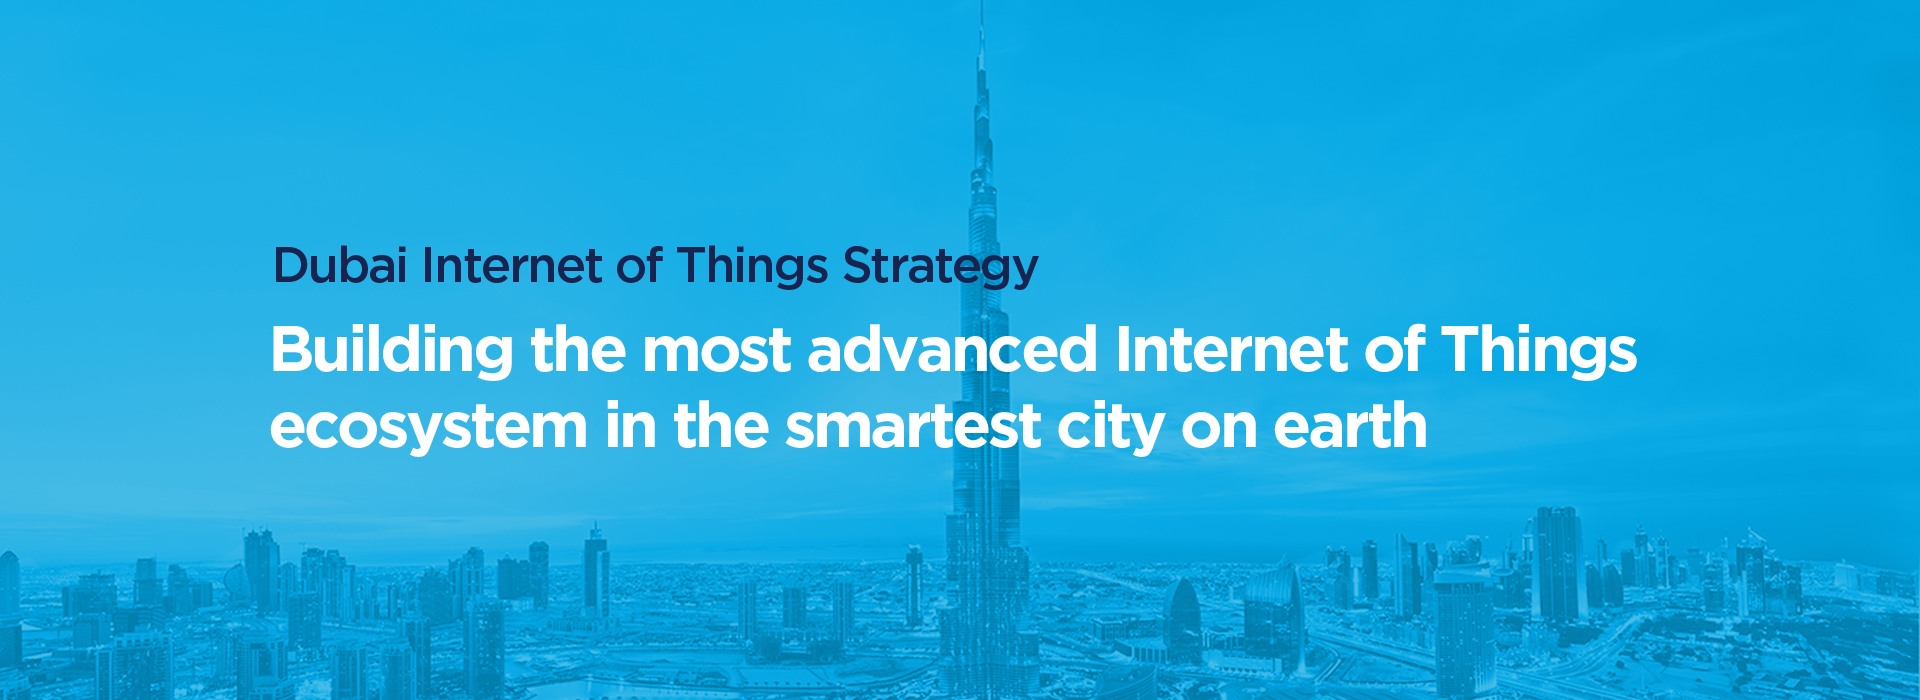 Dubai Internet of Things Strategy
Building the most advanced Internet of Things
ecosystem in the smartest city on earth